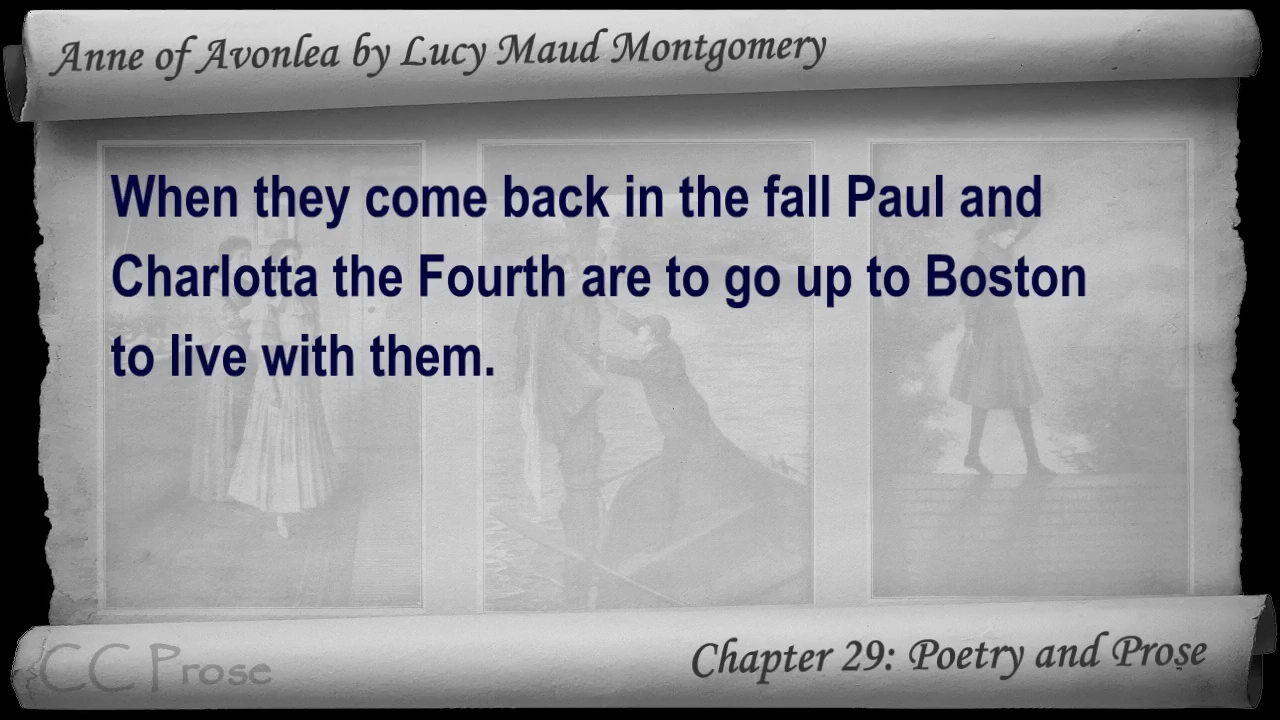 Anne of Avonlea by Lucy Maud Montgomery
When they come back in the fall Paul and
Charlotta the Fourth are to go up to Boston
to live with them.
CC Prose
Chapter 29: Poetry and Prose